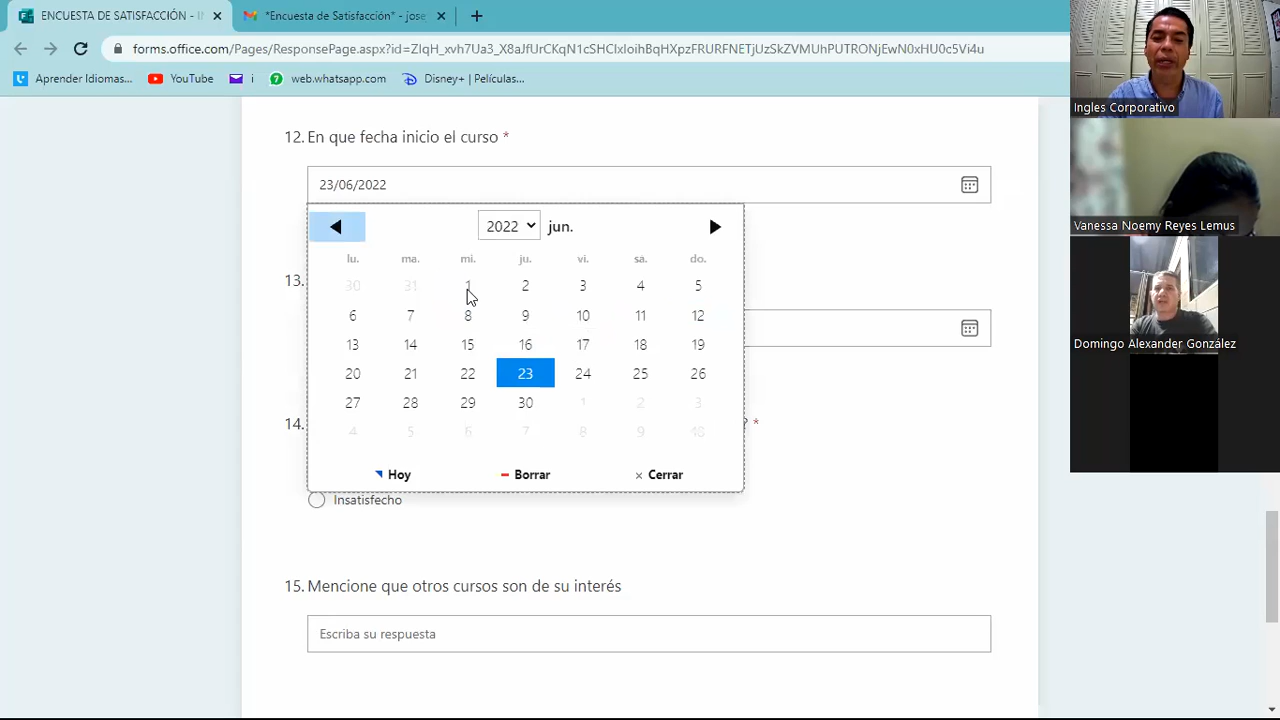 ENCUESTA DE SATISFACCIÓN - I
*Encuesta de Satisfacción* - jose
forms.office.com/Pages/ResponsePage.aspx?id=ZIqH_xvh7Ua3_X8aJfUrCKqN1cSHCIxIoihBqHXpzFRURFNETjUzSkZVMUhPUTRONjEwN0xHU0c5Vi4u
Aprender Idiomas...
YouTube
i
web.whatsapp.com
Disney+ | Películas,...
12. En que fecha inicio el curso *
23/06/2022
2022
jun.
lu. ma. mi. ju. vi. sa. do.
30 31 1 2 3 4 5
6 7 8 9 10 11 12
13 14 15 16 17 18 19
20 21 22 23 24 25 26
27 28 29 30 1 2 3
4 5 6 7 8 9 10
Hoy
Borrar
Cerrar
13.
14.
? *
Insatisfecho
15. Mencione que otros cursos son de su interés
Escriba su respuesta
Ingles Corporativo
Vanessa Noemy Reyes Lemus
Domingo Alexander González